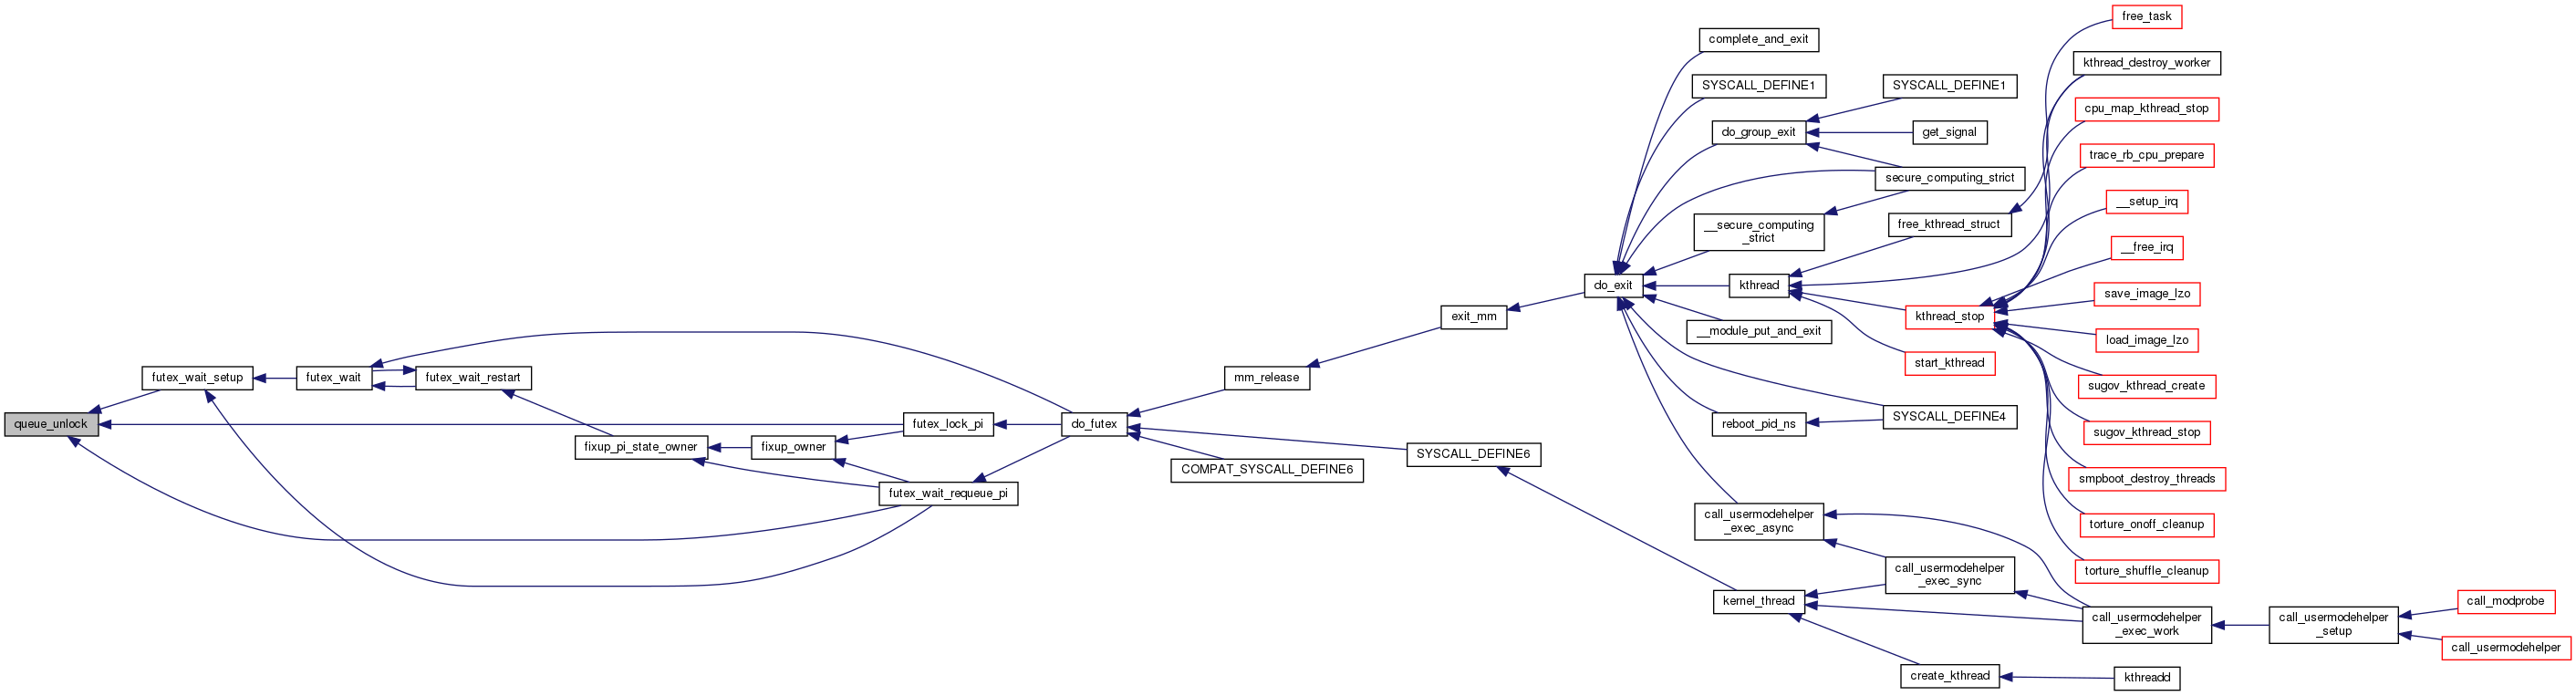 queue_unlock
futex_wait_setup
futex_wait
futex_wait_restart
fixup_pi_state_owner
fixup_owner
futex_lock_pi
futex_wait_requeue_pi
do_futex
mm_release
COMPAT_SYSCALL_DEFINE6
SYSCALL_DEFINE6
exit_mm
do_exit
complete_and_exit
SYSCALL_DEFINE1
do_group_exit
__secure_computing
_strict
kthread
__module_put_and_exit
reboot_pid_ns
call_usermodehelper
_exec_async
kernel_thread
SYSCALL_DEFINE1
get_signal
secure_computing_strict
free_kthread_struct
kthread_stop
start_kthread
SYSCALL_DEFINE4
call_usermodehelper
_exec_sync
create_kthread
free_task
kthread_destroy_worker
cpu_map_kthread_stop
trace_rb_cpu_prepare
__setup_irq
__free_irq
save_image_lzo
load_image_lzo
sugov_kthread_create
sugov_kthread_stop
smpboot_destroy_threads
torture_onoff_cleanup
torture_shuffle_cleanup
call_usermodehelper
_exec_work
kthreadd
call_usermodehelper
_setup
call_modprobe
call_usermodehelper